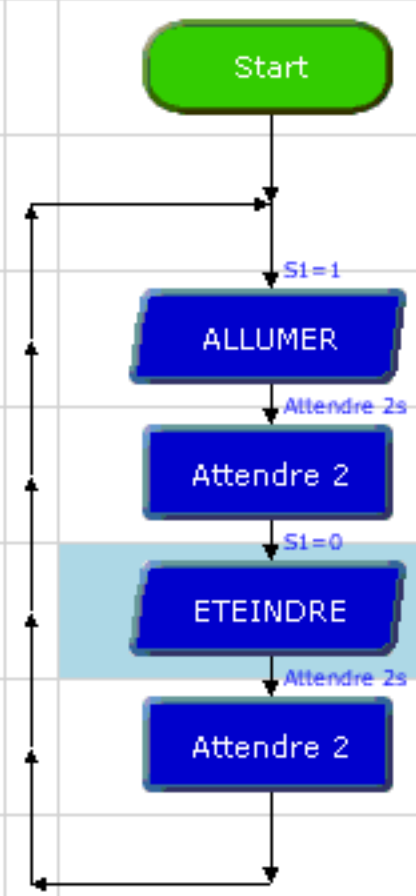 Start
S1=1
ALLUMER
Attendre 2s
Attendre 2
S1=0
ETEINDRE
Attendre 2s
Attendre 2